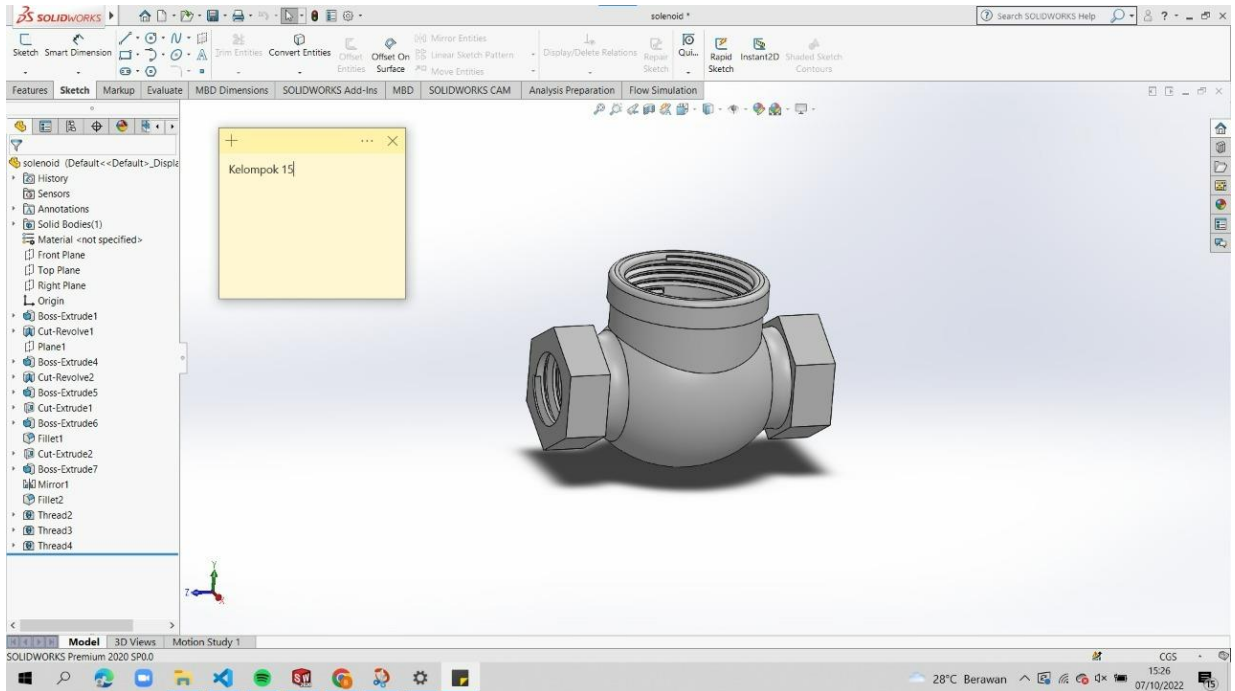 SOLIDWORKS
solenoid *
Search SOLIDWORKS Help
Sketch
Smart Dimension
Trim Entities
Convert Entities
Offset Entities
Offset On Surface
Mirror Entities
Linear Sketch Pattern
Move Entities
Display/Delete Relations
Repair Sketch
Qui...
Rapid Sketch
Instant2D
Shaded Sketch Contours
Features
Sketch
Markup
Evaluate
MBD Dimensions
SOLIDWORKS Add-Ins
MBD
SOLIDWORKS CAM
Analysis Preparation
Flow Simulation
solenoid (Default<<Default>_Displa
History
Sensors
Annotations
Solid Bodies(1)
Material <not specified>
Front Plane
Top Plane
Right Plane
Origin
Boss-Extrude1
Cut-Revolve1
Plane1
Boss-Extrude4
Cut-Revolve2
Boss-Extrude5
Cut-Extrude1
Boss-Extrude6
Fillet1
Cut-Extrude2
Boss-Extrude7
Mirror1
Fillet2
Thread2
Thread3
Thread4
Kelompok 15
Y
Z
Model
3D Views
Motion Study 1
SOLIDWORKS Premium 2020 SP0.0
CGS
28°C Berawan
15:26
07/10/2022
15